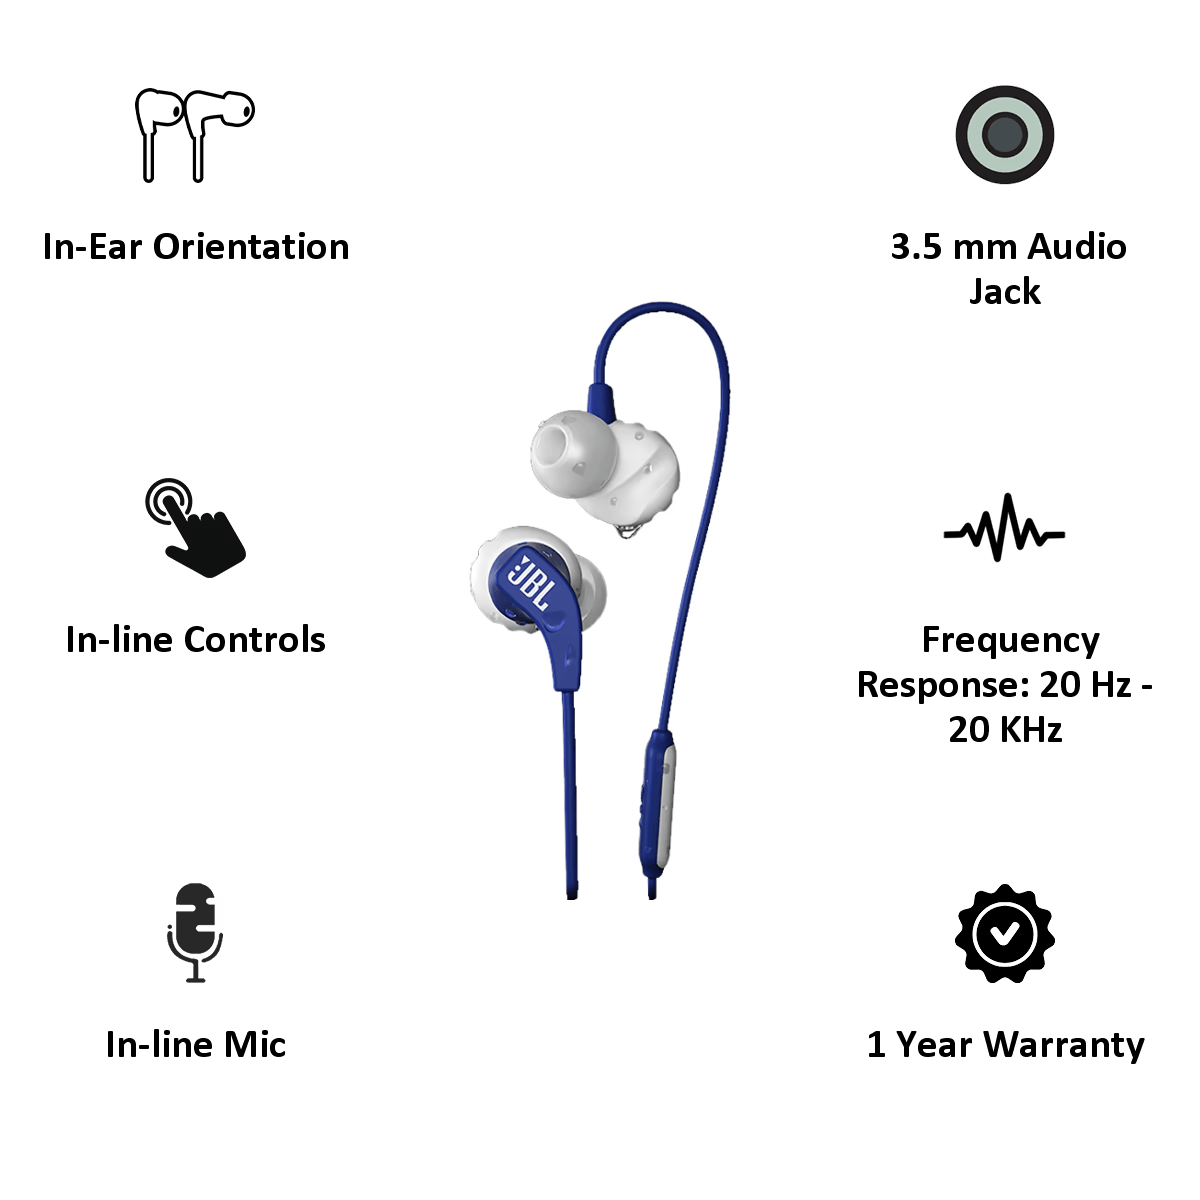 In-Ear Orientation
3.5 mm Audio
Jack
JBL
In-line Controls
Frequency
Response: 20 Hz -
20 KHz
In-line Mic
1 Year Warranty